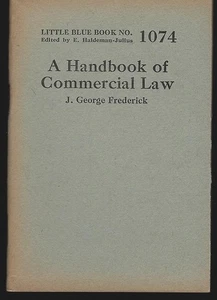 LITTLE BLUE BOOK NO. 1074
Edited by E. Haldeman-Julius
A Handbook of
Commercial Law
J. George Frederick